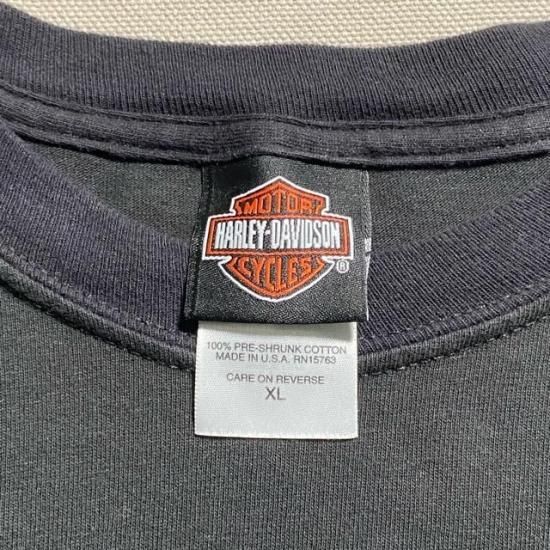 MOTOR
HARLEY-DAVIDSON
CYCLES
®
100% PRE-SHRUNK COTTON
MADE IN U.S.A. RN15763
CARE ON REVERSE
XL